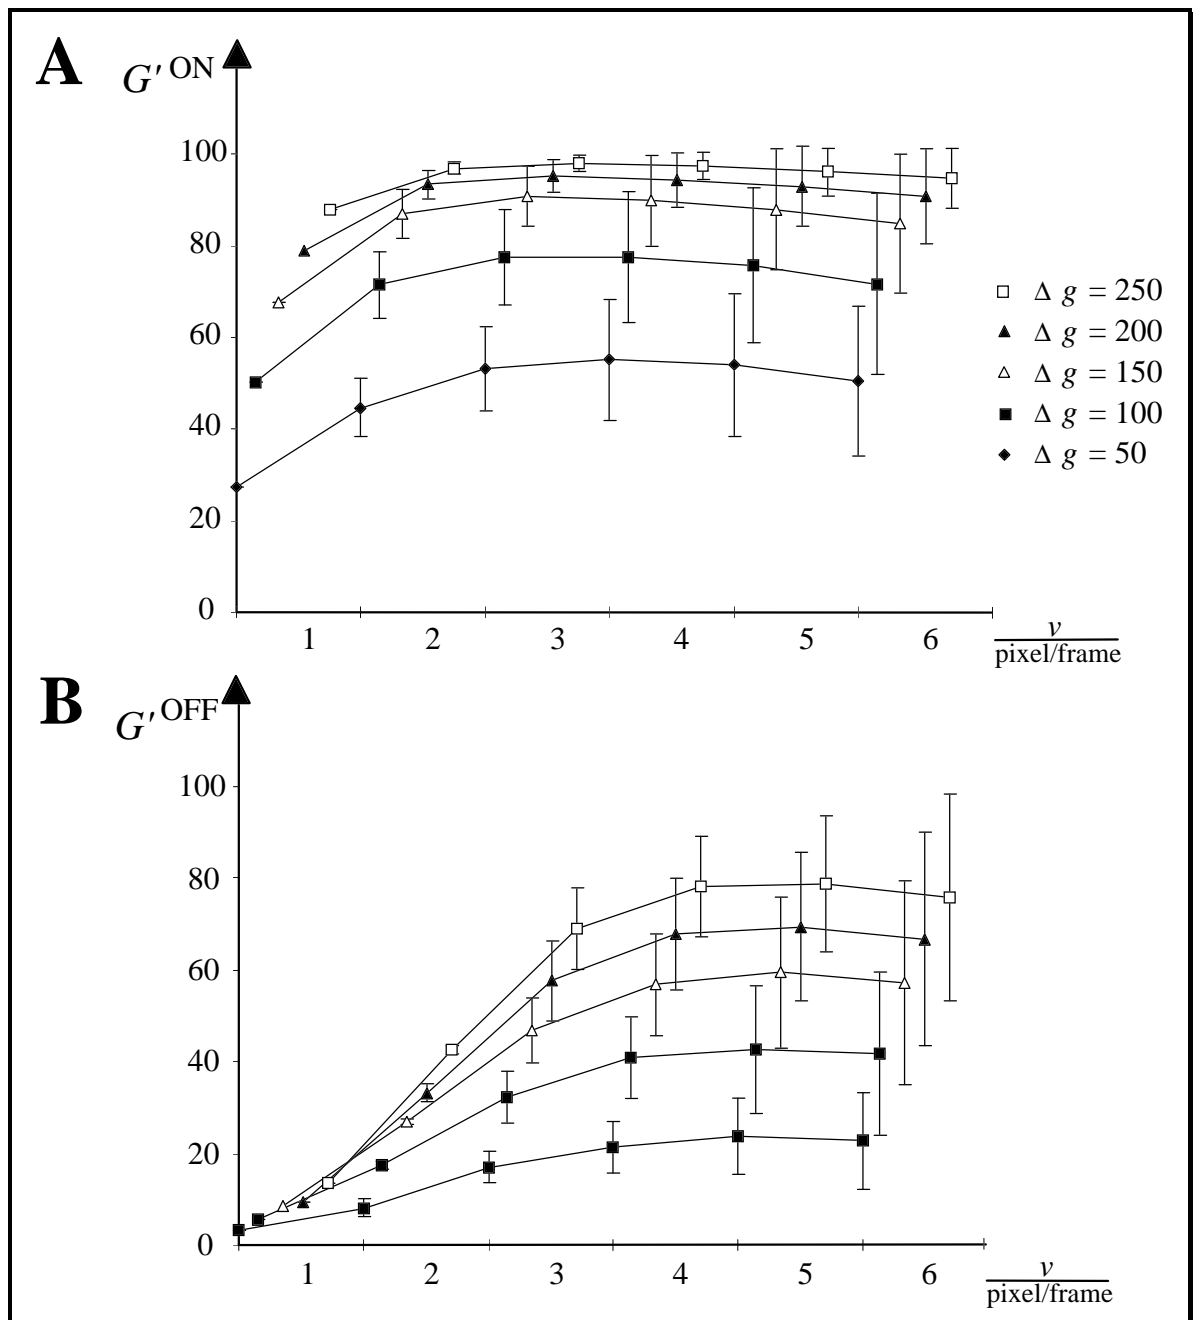 A
G′ ON
100
80
60
40
20
0
1 2 3 4 5 6
v
pixel/frame
Δ g = 250
Δ g = 200
Δ g = 150
Δ g = 100
Δ g = 50
B
G′ OFF
100
80
60
40
20
0
1 2 3 4 5 6
v
pixel/frame